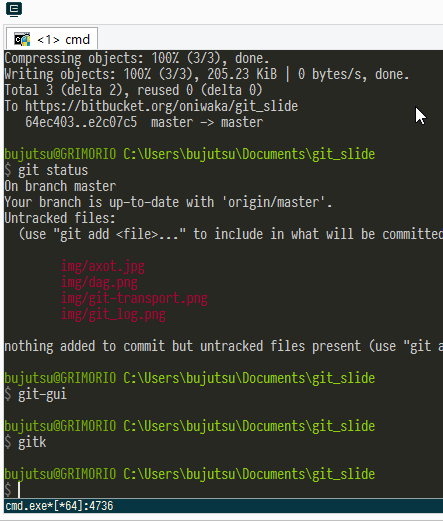 <1> cmd
Compressing objects: 100% (3/3), done.
Writing objects: 100% (3/3), 205.23 KiB | 0 bytes/s, done.
Total 3 (delta 2), reused 0 (delta 0)
To https://bitbucket.org/oniwaka/git_slide
   64ec403..e2c07c5  master -> master

bujutsu@GRIMORIO C:\Users\bujutsu\Documents\git_slide
$ git status
On branch master
Your branch is up-to-date with 'origin/master'.
Untracked files:
  (use "git add <file>..." to include in what will be committed

        img/axot.jpg
        img/dag.png
        img/git-transport.png
        img/git_log.png

nothing added to commit but untracked files present (use "git a

bujutsu@GRIMORIO C:\Users\bujutsu\Documents\git_slide
$ git-gui

bujutsu@GRIMORIO C:\Users\bujutsu\Documents\git_slide
$ gitk

bujutsu@GRIMORIO C:\Users\bujutsu\Documents\git_slide
$
cmd.exe*[*64]:4736